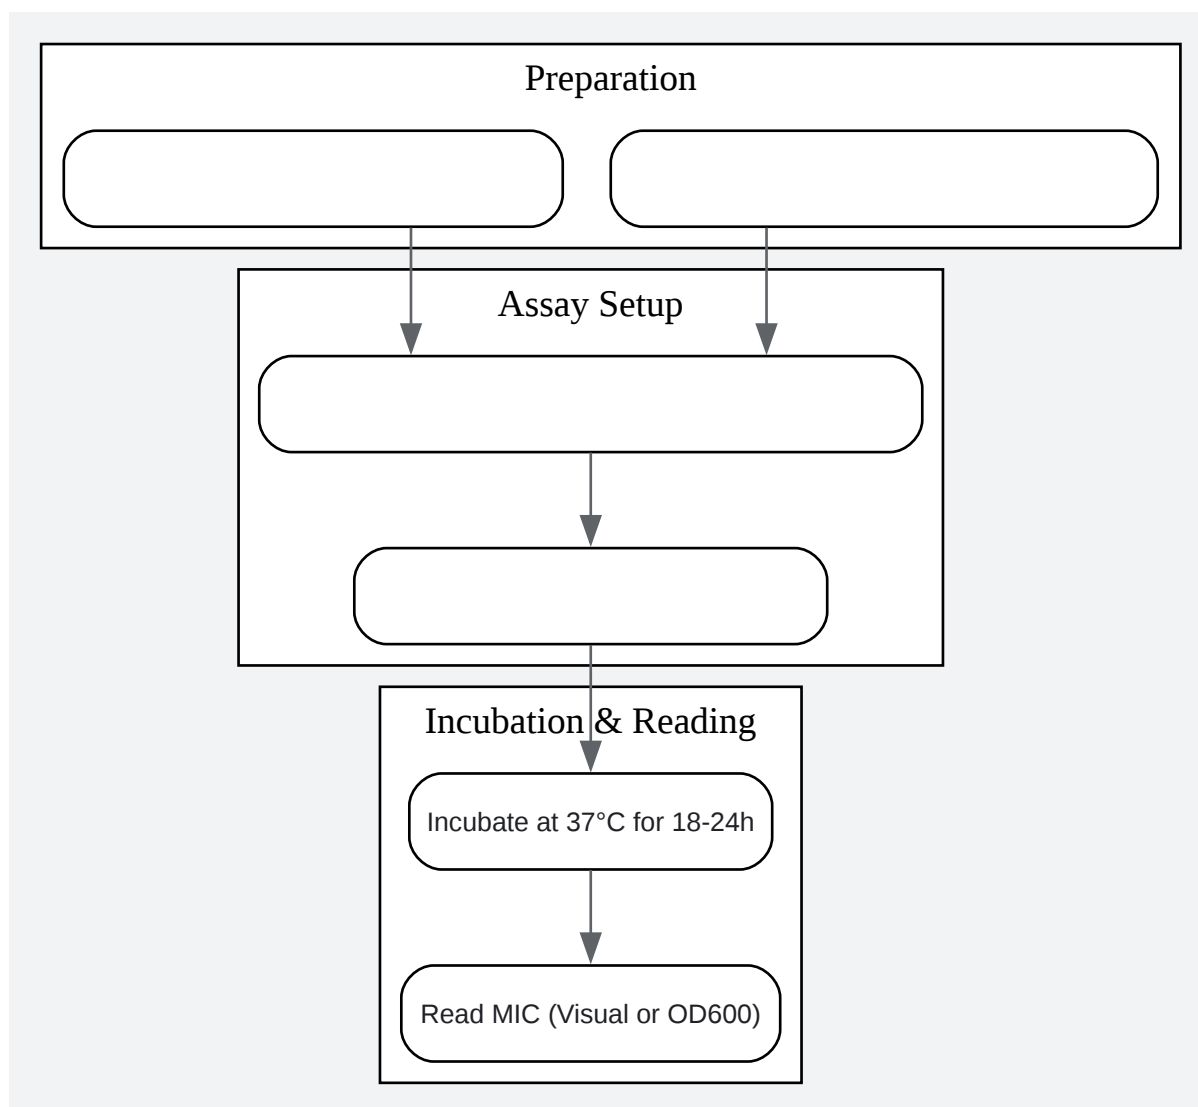 Preparation
Assay Setup
Incubation & Reading
Incubate at 37°C for 18-24h
Read MIC (Visual or OD600)